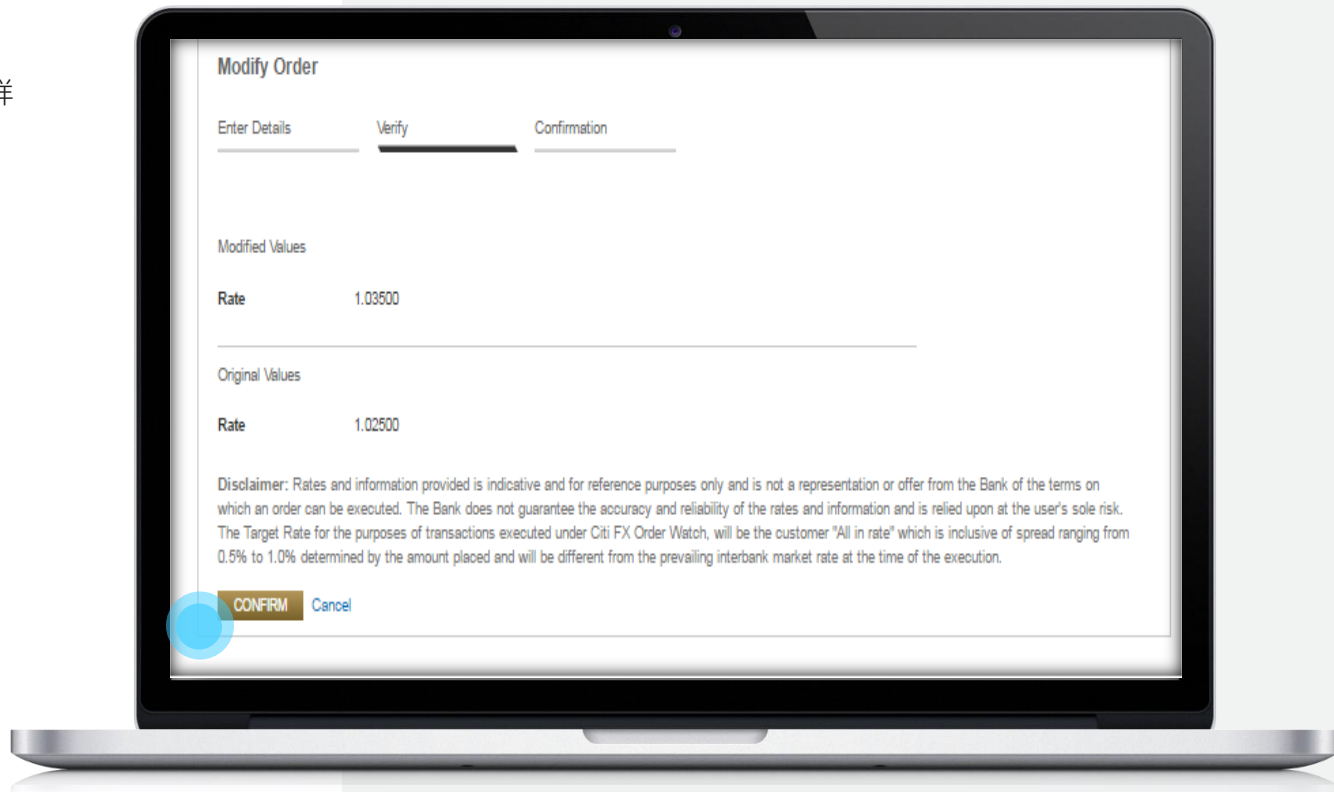 样
Modify Order
Enter Details Verify Confirmation
Modified Values
Rate 1.03500
Original Values
Rate 1.02500
Disclaimer: Rates and information provided is indicative and for reference purposes only and is not a representation or offer from the Bank of the terms on
which an order can be executed. The Bank does not guarantee the accuracy and reliability of the rates and information and is relied upon at the user's sole risk.
The Target Rate for the purposes of transactions executed under Citi FX Order Watch, will be the customer "All in rate" which is inclusive of spread ranging from
0.5% to 1.0% determined by the amount placed and will be different from the prevailing interbank market rate at the time of the execution.
CONFIRM Cancel